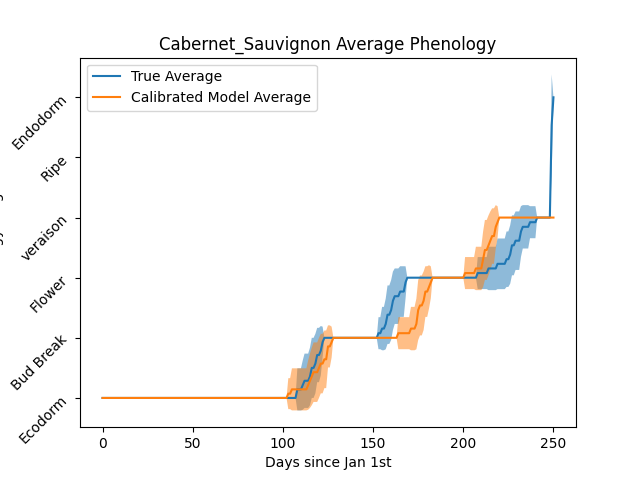 Cabernet_Sauvignon Average Phenology
True Average
Calibrated Model Average
Endodorm
Ripe
veraison
Flower
Bud Break
Ecodorm
0 50 100 150 200 250
Days since Jan 1st